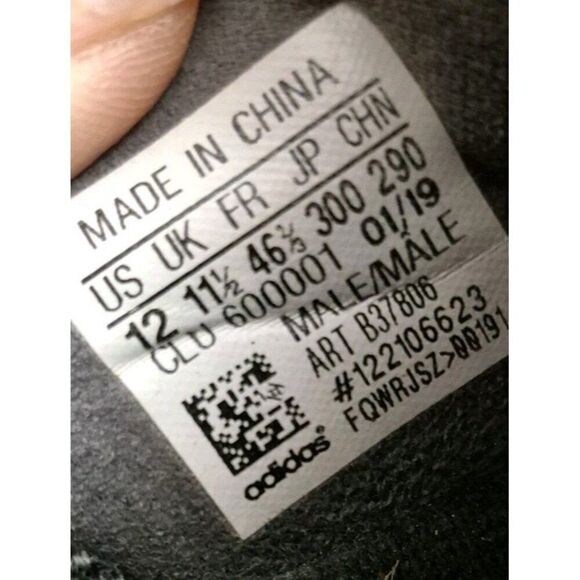 MADE IN CHINA
US UK FR JP CHN
12 11½ 46⅔ 300 290
CLU 600001 01/19
MALE/MÂLE
ART B37806
#122106623
FQWRJSZ>00191
adidas®